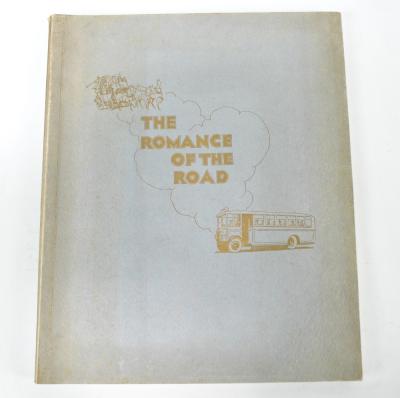 THE
ROMANCE
OF THE
ROAD